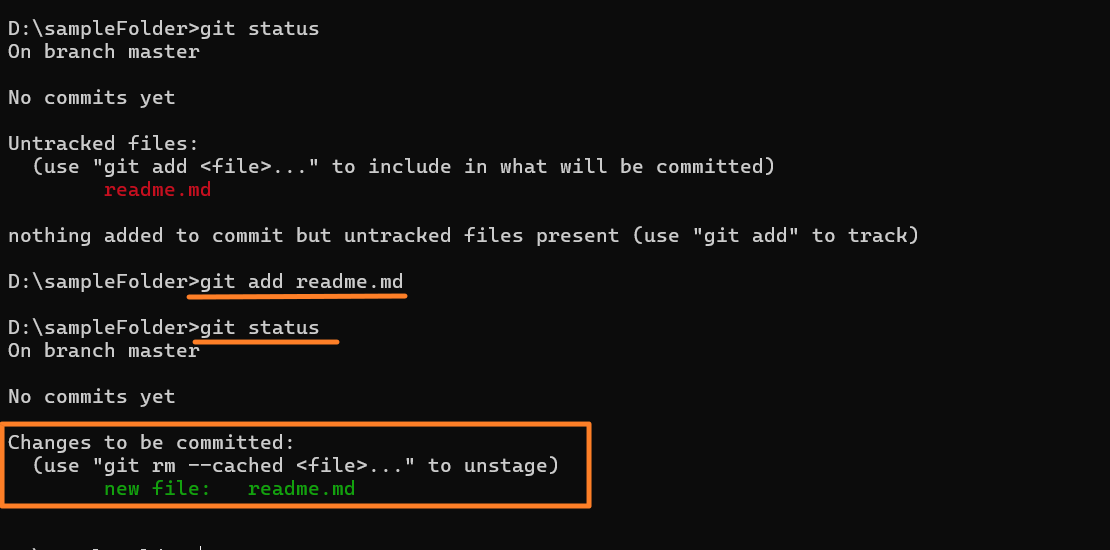 D:\sampleFolder>git status
On branch master
No commits yet
Untracked files:
  (use "git add <file>..." to include in what will be committed)
        readme.md
nothing added to commit but untracked files present (use "git add" to track)
D:\sampleFolder>git add readme.md
D:\sampleFolder>git status
On branch master
No commits yet
Changes to be committed:
  (use "git rm --cached <file>..." to unstage)
        new file:   readme.md